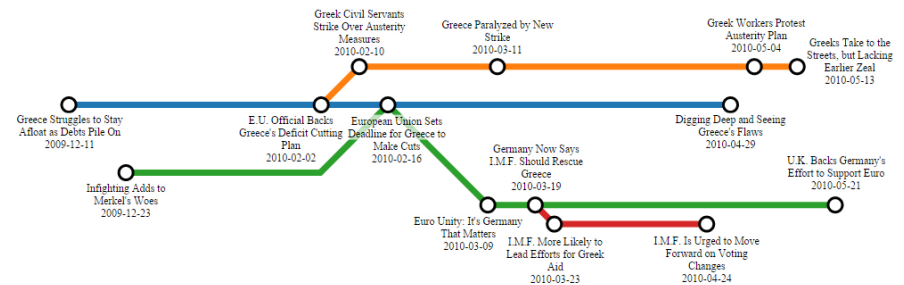 Greek Civil Servants
Strike Over Austerity
Measures
2010-02-10
Greece Paralyzed by New
Strike
2010-03-11
Greek Workers Protest
Austerity Plan
2010-05-04
Greeks Take to the
Streets, but Lacking
Earlier Zeal
2010-05-13
Greece Struggles to Stay
Afloat as Debts Pile On
2009-12-11
E.U. Official Backs
Greece's Deficit Cutting
Plan
2010-02-02
European Union Sets
Deadline for Greece to
Make Cuts
2010-02-16
Digging Deep and Seeing
Greece's Flaws
2010-04-29
Infighting Adds to
Merkel's Woes
2009-12-23
Germany Now Says
I.M.F. Should Rescue
Greece
2010-03-19
U.K. Backs Germany's
Effort to Support Euro
2010-05-21
Euro Unity: It's Germany
That Matters
2010-03-09
I.M.F. More Likely to
Lead Efforts for Greek
Aid
2010-03-23
I.M.F. Is Urged to Move
Forward on Voting
Changes
2010-04-24